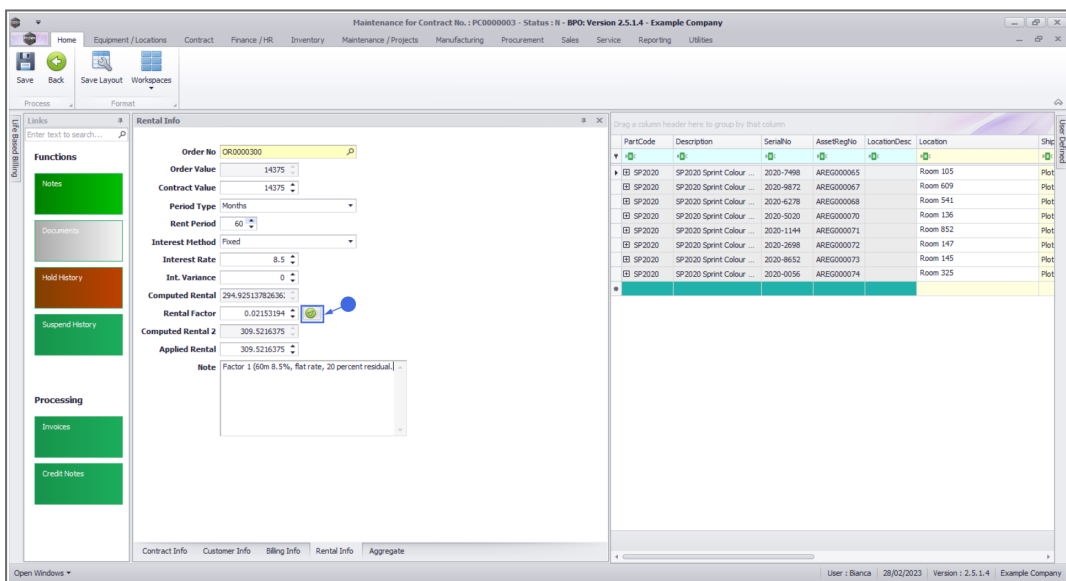 Maintenance for Contract No. : PC0000003 - Status : N - BPO: Version 2.5.1.4 - Example Company
Home Equipment / Locations Contract Finance / HR Inventory Maintenance / Projects Manufacturing Procurement Sales Service Reporting Utilities
Save Back Save Layout Workspaces
Process Format
Life Based Billing
Links
Enter text to search...
Functions
Notes
Documents
Hold History
Suspend History
Processing
Invoices
Credit Notes
Rental Info
Order No OR0000300
Order Value 14375
Contract Value 14375
Period Type Months
Rent Period 60
Interest Method Fixed
Interest Rate 8.5
Int. Variance 0
Computed Rental 294.92513782636
Rental Factor 0.02153194
Computed Rental 2 309.5216375
Applied Rental 309.5216375
Note Factor 1 (60m 8.5%, flat rate, 20 percent residual.
Contract Info Customer Info Billing Info Rental Info Aggregate
Drag a column header here to group by that column
PartCode Description SerialNo AssetRegNo LocationDesc Location Ship
SP2020 SP2020 Sprint Colour ... 2020-7498 AREG000065 Room 105 Plot
SP2020 SP2020 Sprint Colour ... 2020-9872 AREG000067 Room 609 Plot
SP2020 SP2020 Sprint Colour ... 2020-6278 AREG000068 Room 541 Plot
SP2020 SP2020 Sprint Colour ... 2020-5020 AREG000070 Room 136 Plot
SP2020 SP2020 Sprint Colour ... 2020-1144 AREG000071 Room 852 Plot
SP2020 SP2020 Sprint Colour ... 2020-2698 AREG000072 Room 147 Plot
SP2020 SP2020 Sprint Colour ... 2020-8652 AREG000073 Room 145 Plot
SP2020 SP2020 Sprint Colour ... 2020-0056 AREG000074 Room 325 Plot
User Defined
Open Windows
User : Bianca 28/02/2023 Version : 2.5.1.4 Example Company